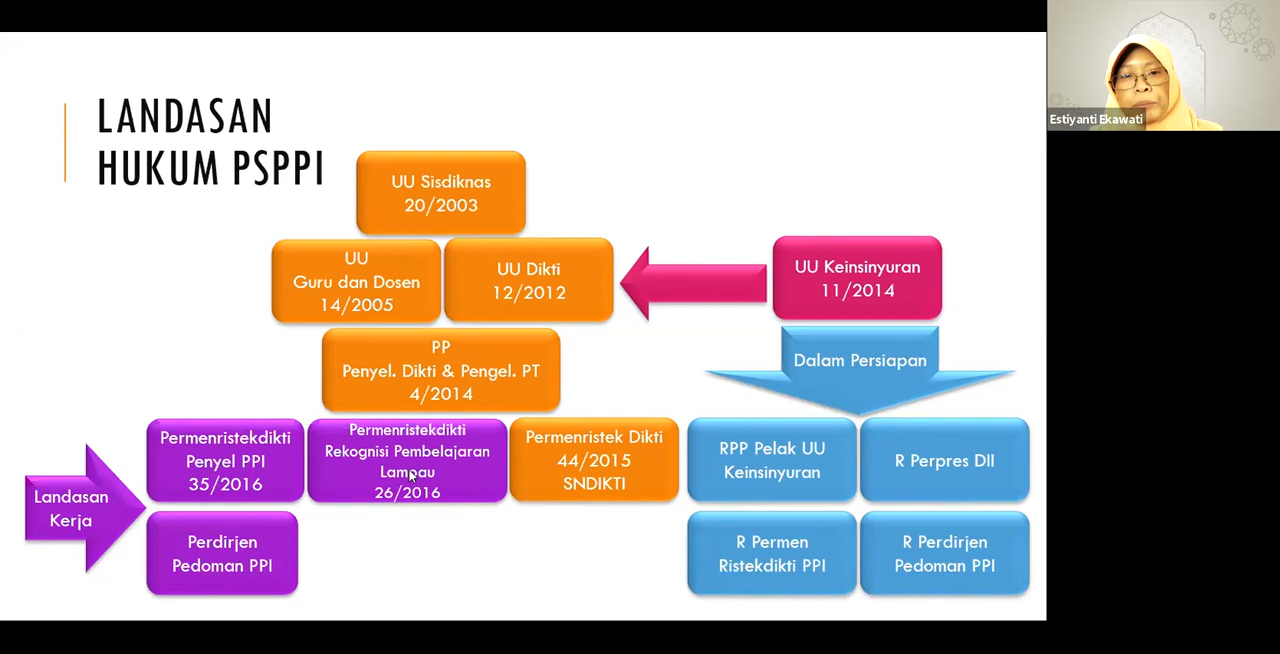 LANDASAN
HUKUM PSPPI
UU Sisdiknas
20/2003
UU
Guru dan Dosen
14/2005
UU Dikti
12/2012
UU Keinsinyuran
11/2014
PP
Penyel. Dikti & Pengel. PT
4/2014
Dalam Persiapan
Permenristekdikti
Penyel PPI
35/2016
Permenristekdikti
Rekognisi Pembelajaran
Lampau
26/2016
Permenristek Dikti
44/2015
SNDIKTI
RPP Pelak UU
Keinsinyuran
R Perpres DII
Landasan
Kerja
Perdirjen
Pedoman PPI
R Permen
Ristekdikti PPI
R Perdirjen
Pedoman PPI
Estiyanti Ekawati